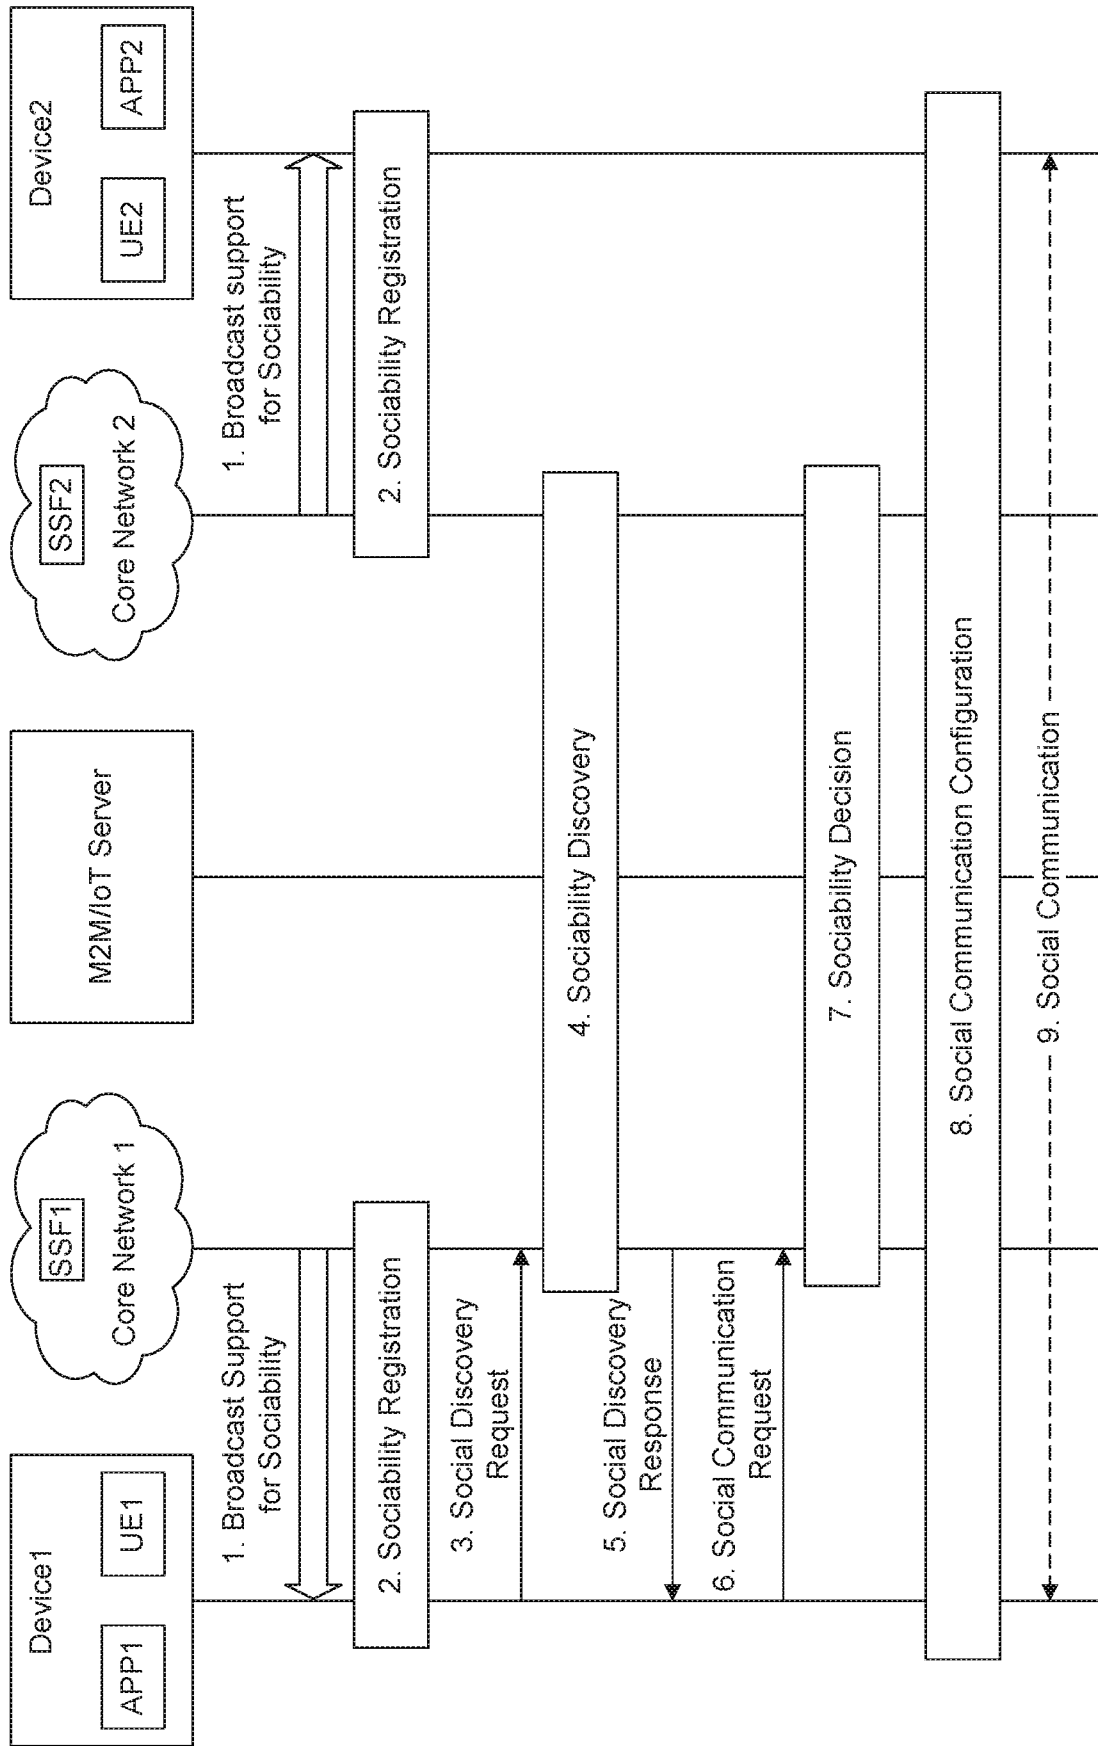 Device1
APP1
UE1
SSF1
Core Network 1
M2M/IoT Server
SSF2
Core Network 2
Device2
UE2
APP2
1. Broadcast Support
for Sociability
1. Broadcast support
for Sociability
2. Sociability Registration
2. Sociability Registration
3. Social Discovery
Request
4. Sociability Discovery
5. Social Discovery
Response
6. Social Communication
Request
7. Sociability Decision
8. Social Communication Configuration
9. Social Communication